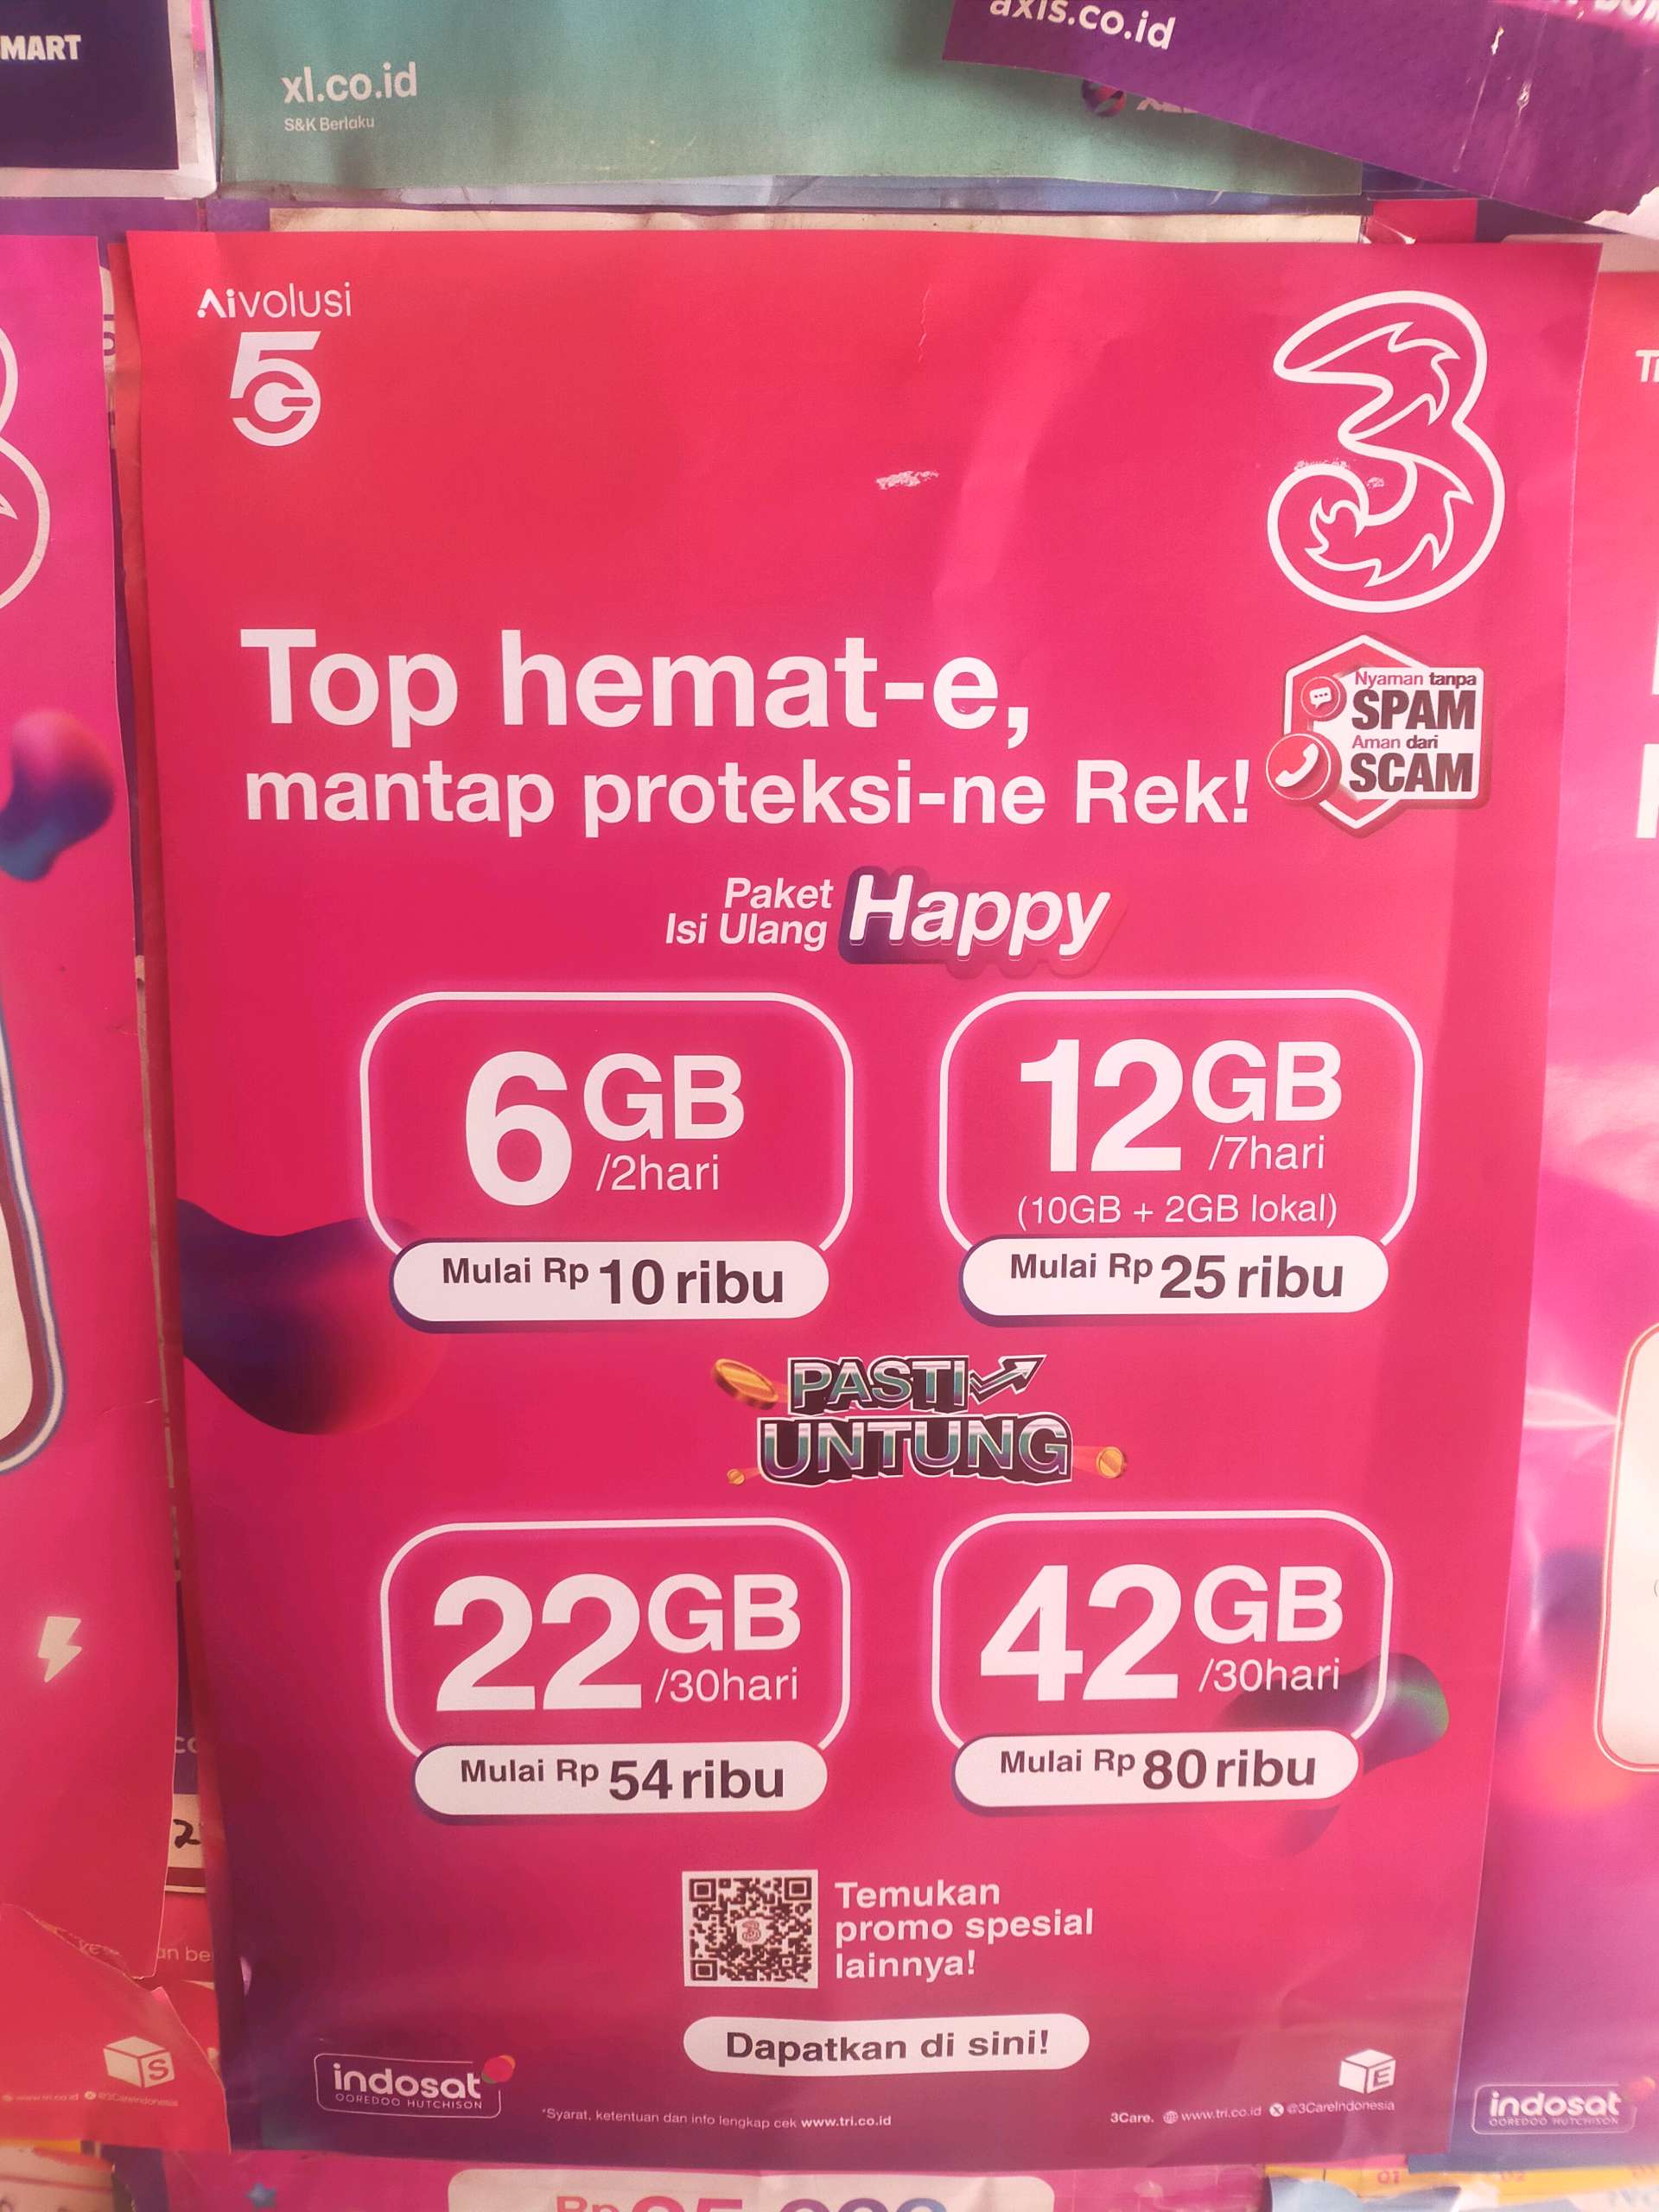 MART
xl.co.id
S&K Berlaku
axis.co.id
Aivolusi
5G
3
Top hemat-e,
mantap proteksi-ne Rek!
Nyaman tanpa
SPAM
Aman dari
SCAM
Paket
Isi Ulang
Happy
6GB
/2hari
Mulai Rp 10 ribu
12GB
/7hari
(10GB + 2GB lokal)
Mulai Rp 25 ribu
PASTI
UNTUNG
22GB
/30hari
Mulai Rp 54 ribu
42GB
/30hari
Mulai Rp 80 ribu
Temukan
promo spesial
lainnya!
Dapatkan di sini!
indosat
OOREDOO HUTCHISON
*Syarat, ketentuan dan info lengkap cek www.tri.co.id
3Care. www.tri.co.id @3CareIndonesia
E
S
indosat
OOREDOO HUTCHISON